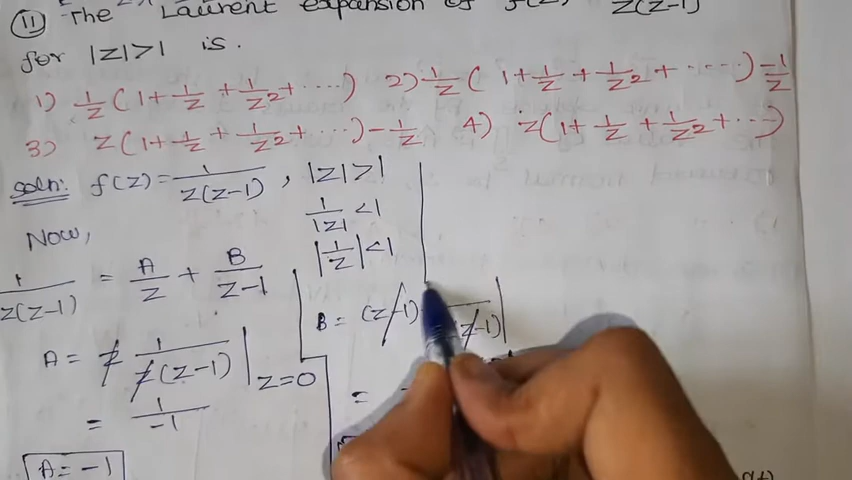 (11) The Laurent expansion of f(z) z(z-1)
for |z|>1 is.
1) 1/z (1+1/z+1/z²+....) 2) 1/z (1+1/z+1/z²+....)-1/z
3) z(1+1/z+1/z²+...)-1/z 4) z(1+1/z+1/z²+...)
soln: f(z)=1/z(z-1), |z|>1
1/|z|<1
Now,
|1/z|<1
1/z(z-1) = A/z + B/z-1
A = z 1/z(z-1)|z=0
= 1/-1
A=-1
B = (z-1) (z-1)|
=